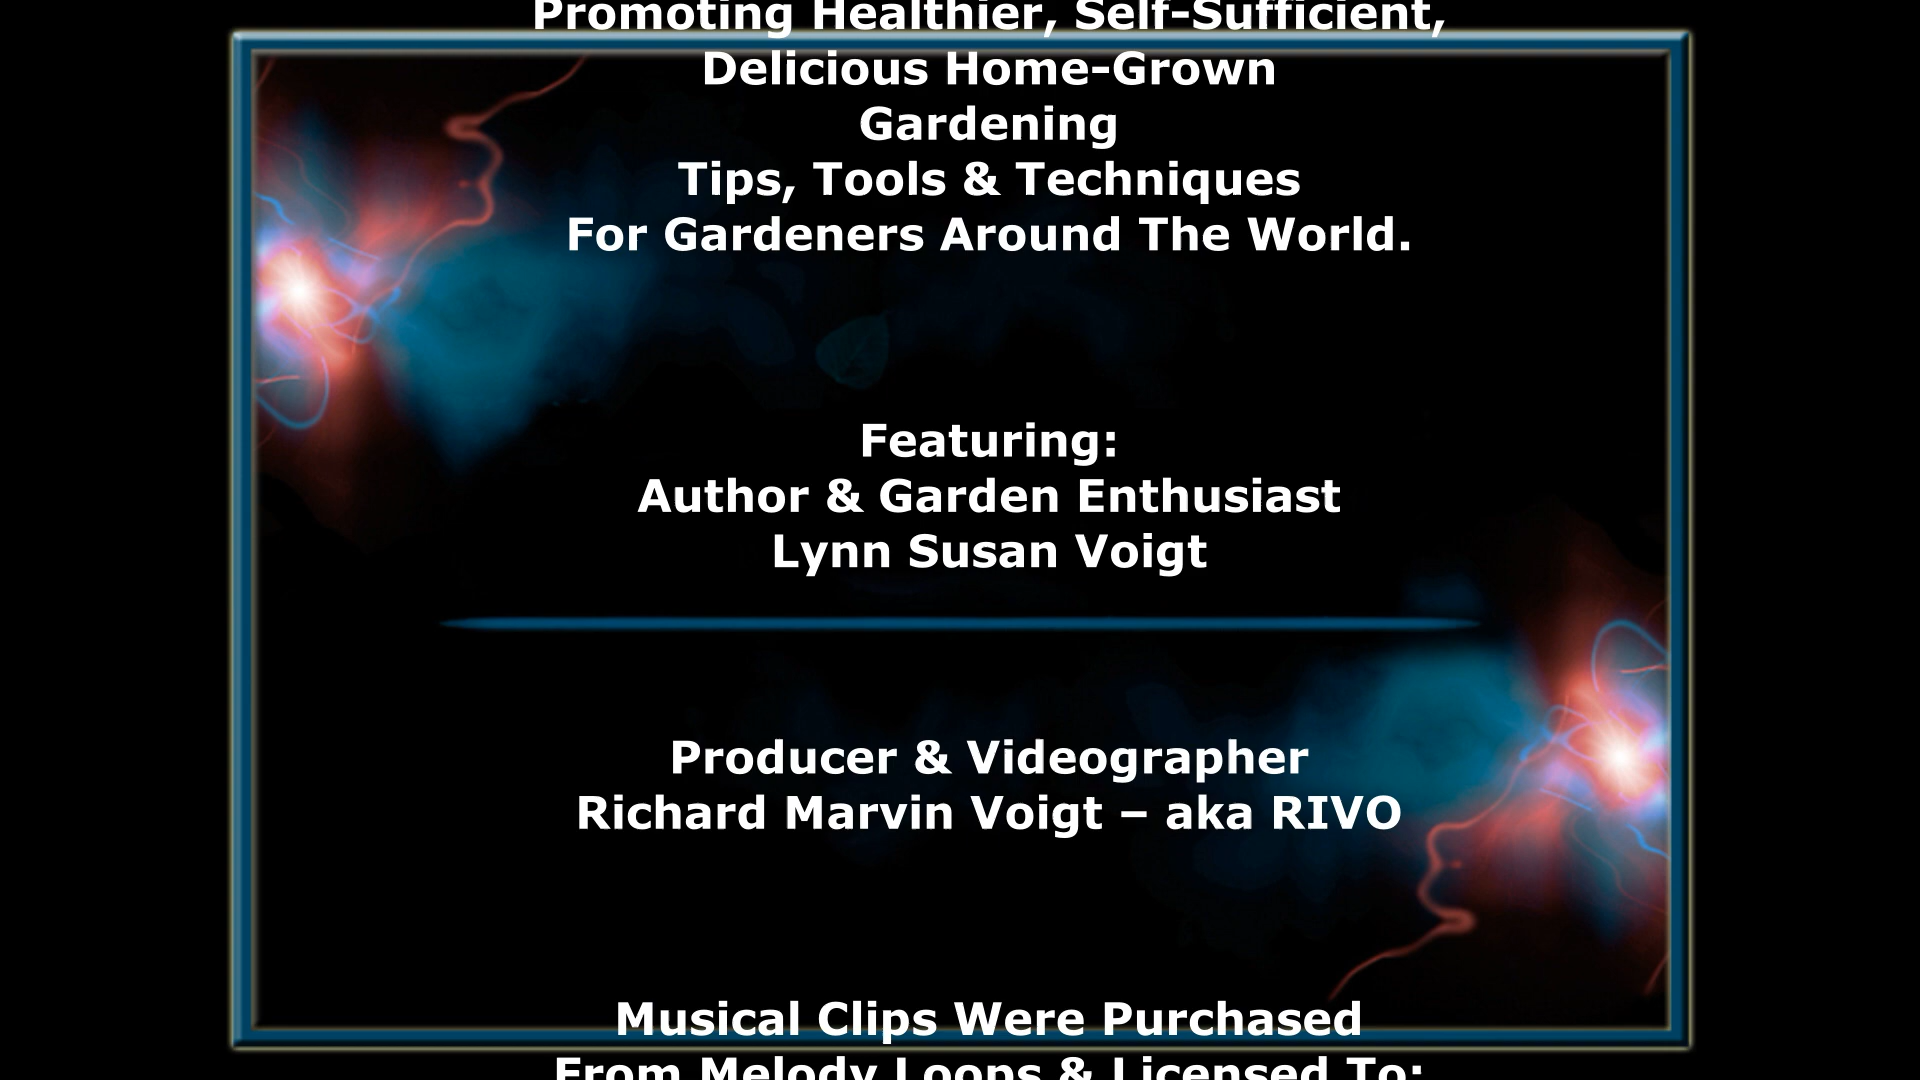 Promoting Healthier, Self-Sufficient,
Delicious Home-Grown
Gardening
Tips, Tools & Techniques
For Gardeners Around The World.
Featuring:
Author & Garden Enthusiast
Lynn Susan Voigt
Producer & Videographer
Richard Marvin Voigt – aka RIVO
Musical Clips Were Purchased
From Melody Loops & Licensed To: